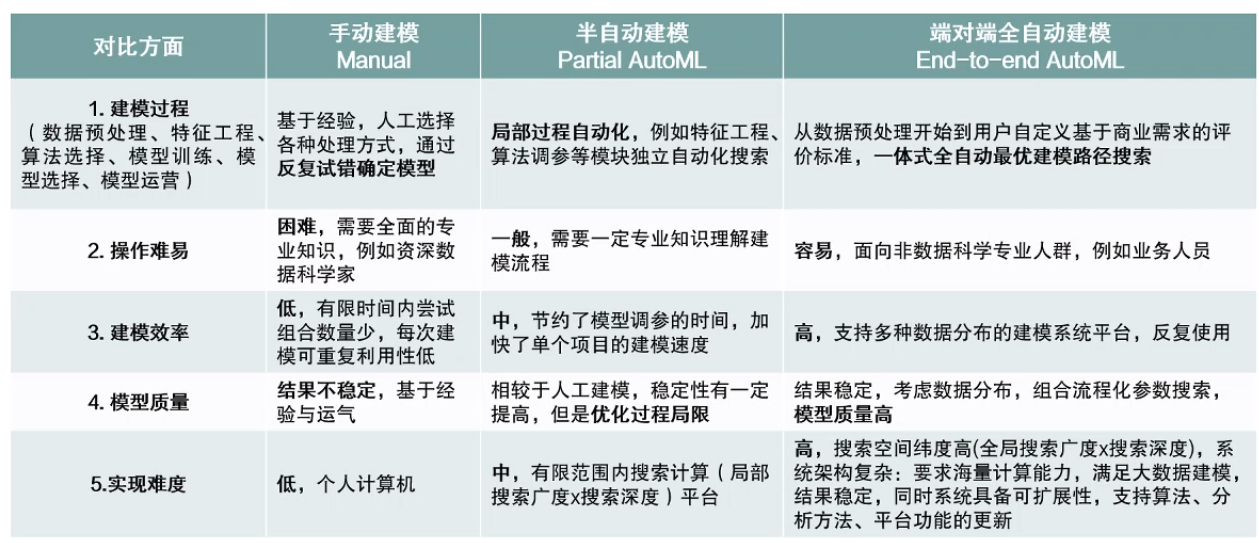 对比方面
手动建模
Manual
半自动建模
Partial AutoML
端对端全自动建模
End-to-end AutoML
1. 建模过程
（数据预处理、特征工程、
算法选择、模型训练、模
型选择、模型运营）
基于经验，人工选择
各种处理方式，通过
反复试错确定模型
局部过程自动化，例如特征工程、
算法调参等模块独立自动化搜索
从数据预处理开始到用户自定义基于商业需求的评
价标准，一体式全自动最优建模路径搜索
2. 操作难易
困难，需要全面的专
业知识，例如资深数
据科学家
一般，需要一定专业知识理解建
模流程
容易，面向非数据科学专业人群，例如业务人员
3. 建模效率
低，有限时间内尝试
组合数量少，每次建
模可重复利用性低
中，节约了模型调参的时间，加
快了单个项目的建模速度
高，支持多种数据分布的建模系统平台，反复使用
4. 模型质量
结果不稳定，基于经
验与运气
相较于人工建模，稳定性有一定
提高，但是优化过程局限
结果稳定，考虑数据分布，组合流程化参数搜索，
模型质量高
5.实现难度
低，个人计算机
中，有限范围内搜索计算（局部
搜索广度x搜索深度）平台
高，搜索空间纬度高(全局搜索广度x搜索深度)，系
统架构复杂：要求海量计算能力，满足大数据建模，
结果稳定，同时系统具备可扩展性，支持算法、分
析方法、平台功能的更新